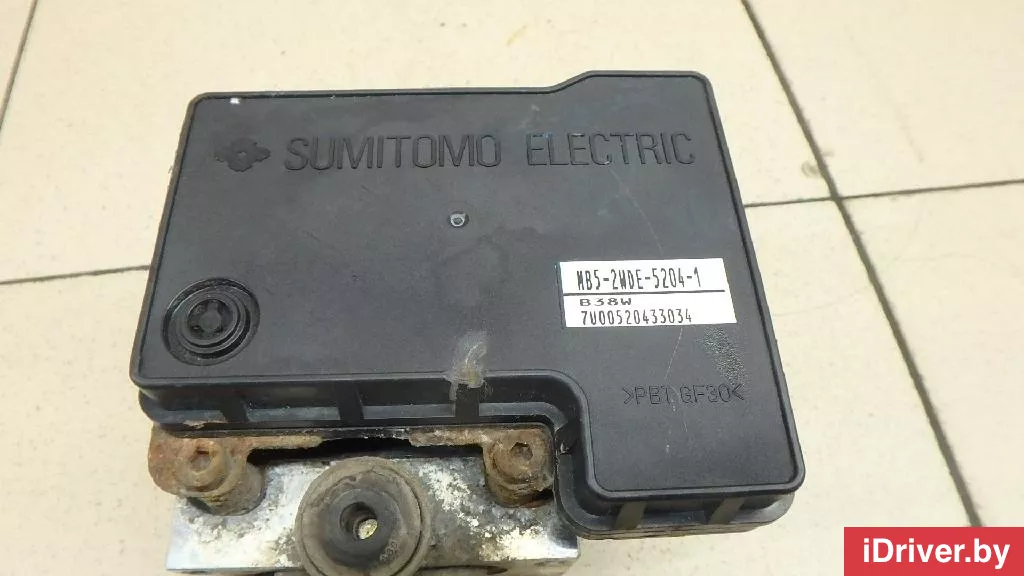 SUMITOMO ELECTRIC
MB5-2WDE-5204-1
B38W
7U00520433034
>PBT GF30<
iDriver.by